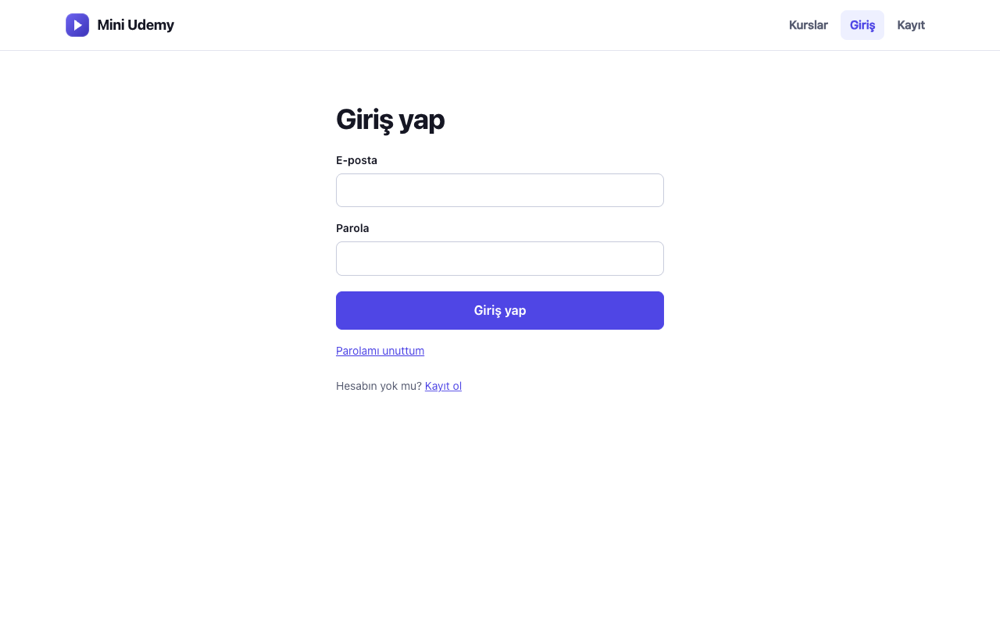 Mini Udemy
Kurslar
Giriş
Kayıt
Giriş yap
E-posta
Parola
Giriş yap
Parolamı unuttum
Hesabın yok mu? Kayıt ol